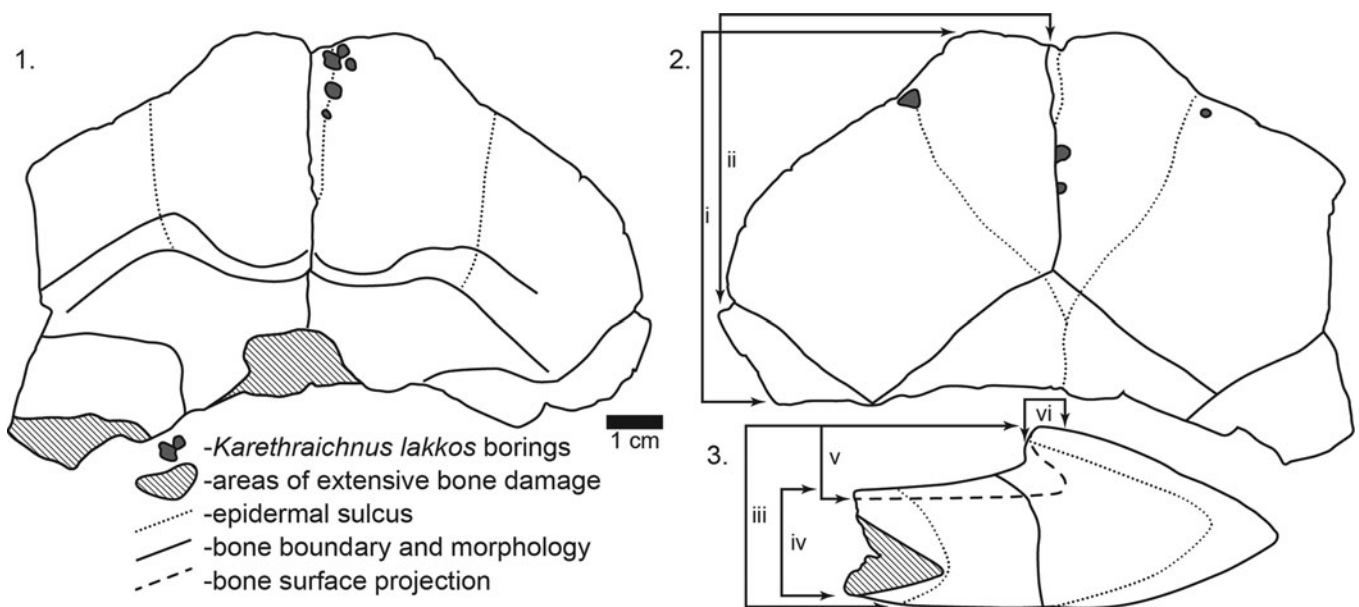 1.
2.
ii
i
1 cm
-Karethraichnus lakkos borings
-areas of extensive bone damage
-epidermal sulcus
-bone boundary and morphology
-bone surface projection
3.
vi
v
iii
iv